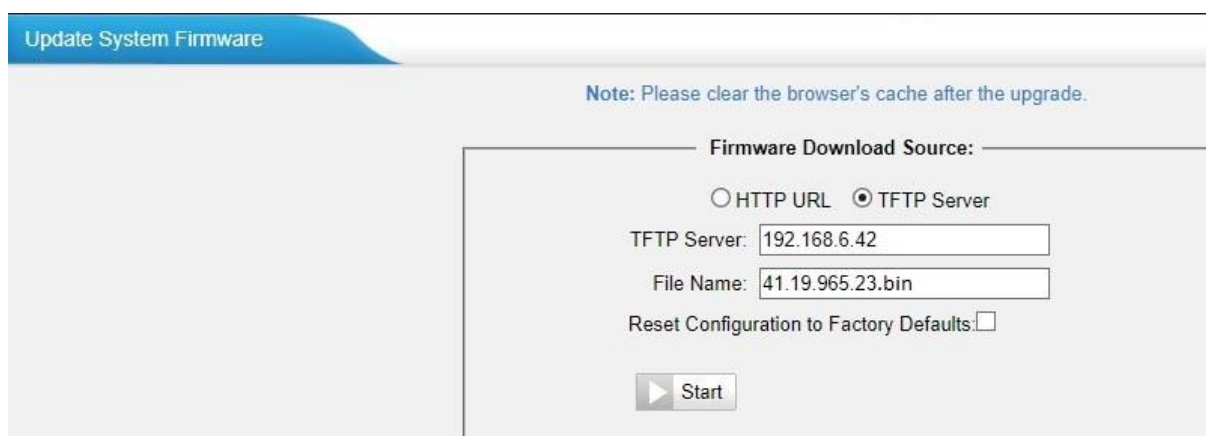 Update System Firmware
Note: Please clear the browser's cache after the upgrade.
Firmware Download Source:
HTTP URL TFTP Server
TFTP Server: 192.168.6.42
File Name: 41.19.965.23.bin
Reset Configuration to Factory Defaults:
Start